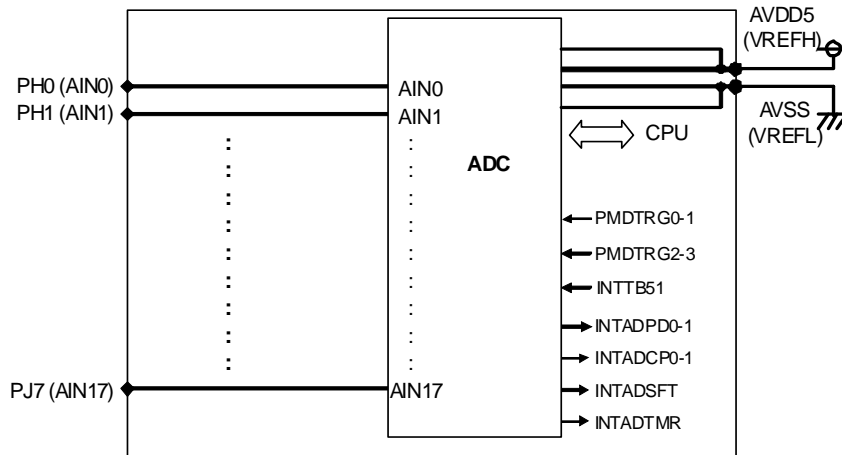 AVDD5
(VREFH)
PH0 (AIN0)
AIN0
PH1 (AIN1)
AIN1
AVSS
(VREFL)
CPU
ADC
PMDTRG0-1
PMDTRG2-3
INTTB51
INTADPD0-1
INTADCP0-1
PJ7 (AIN17)
AIN17
INTADSFT
INTADTMR